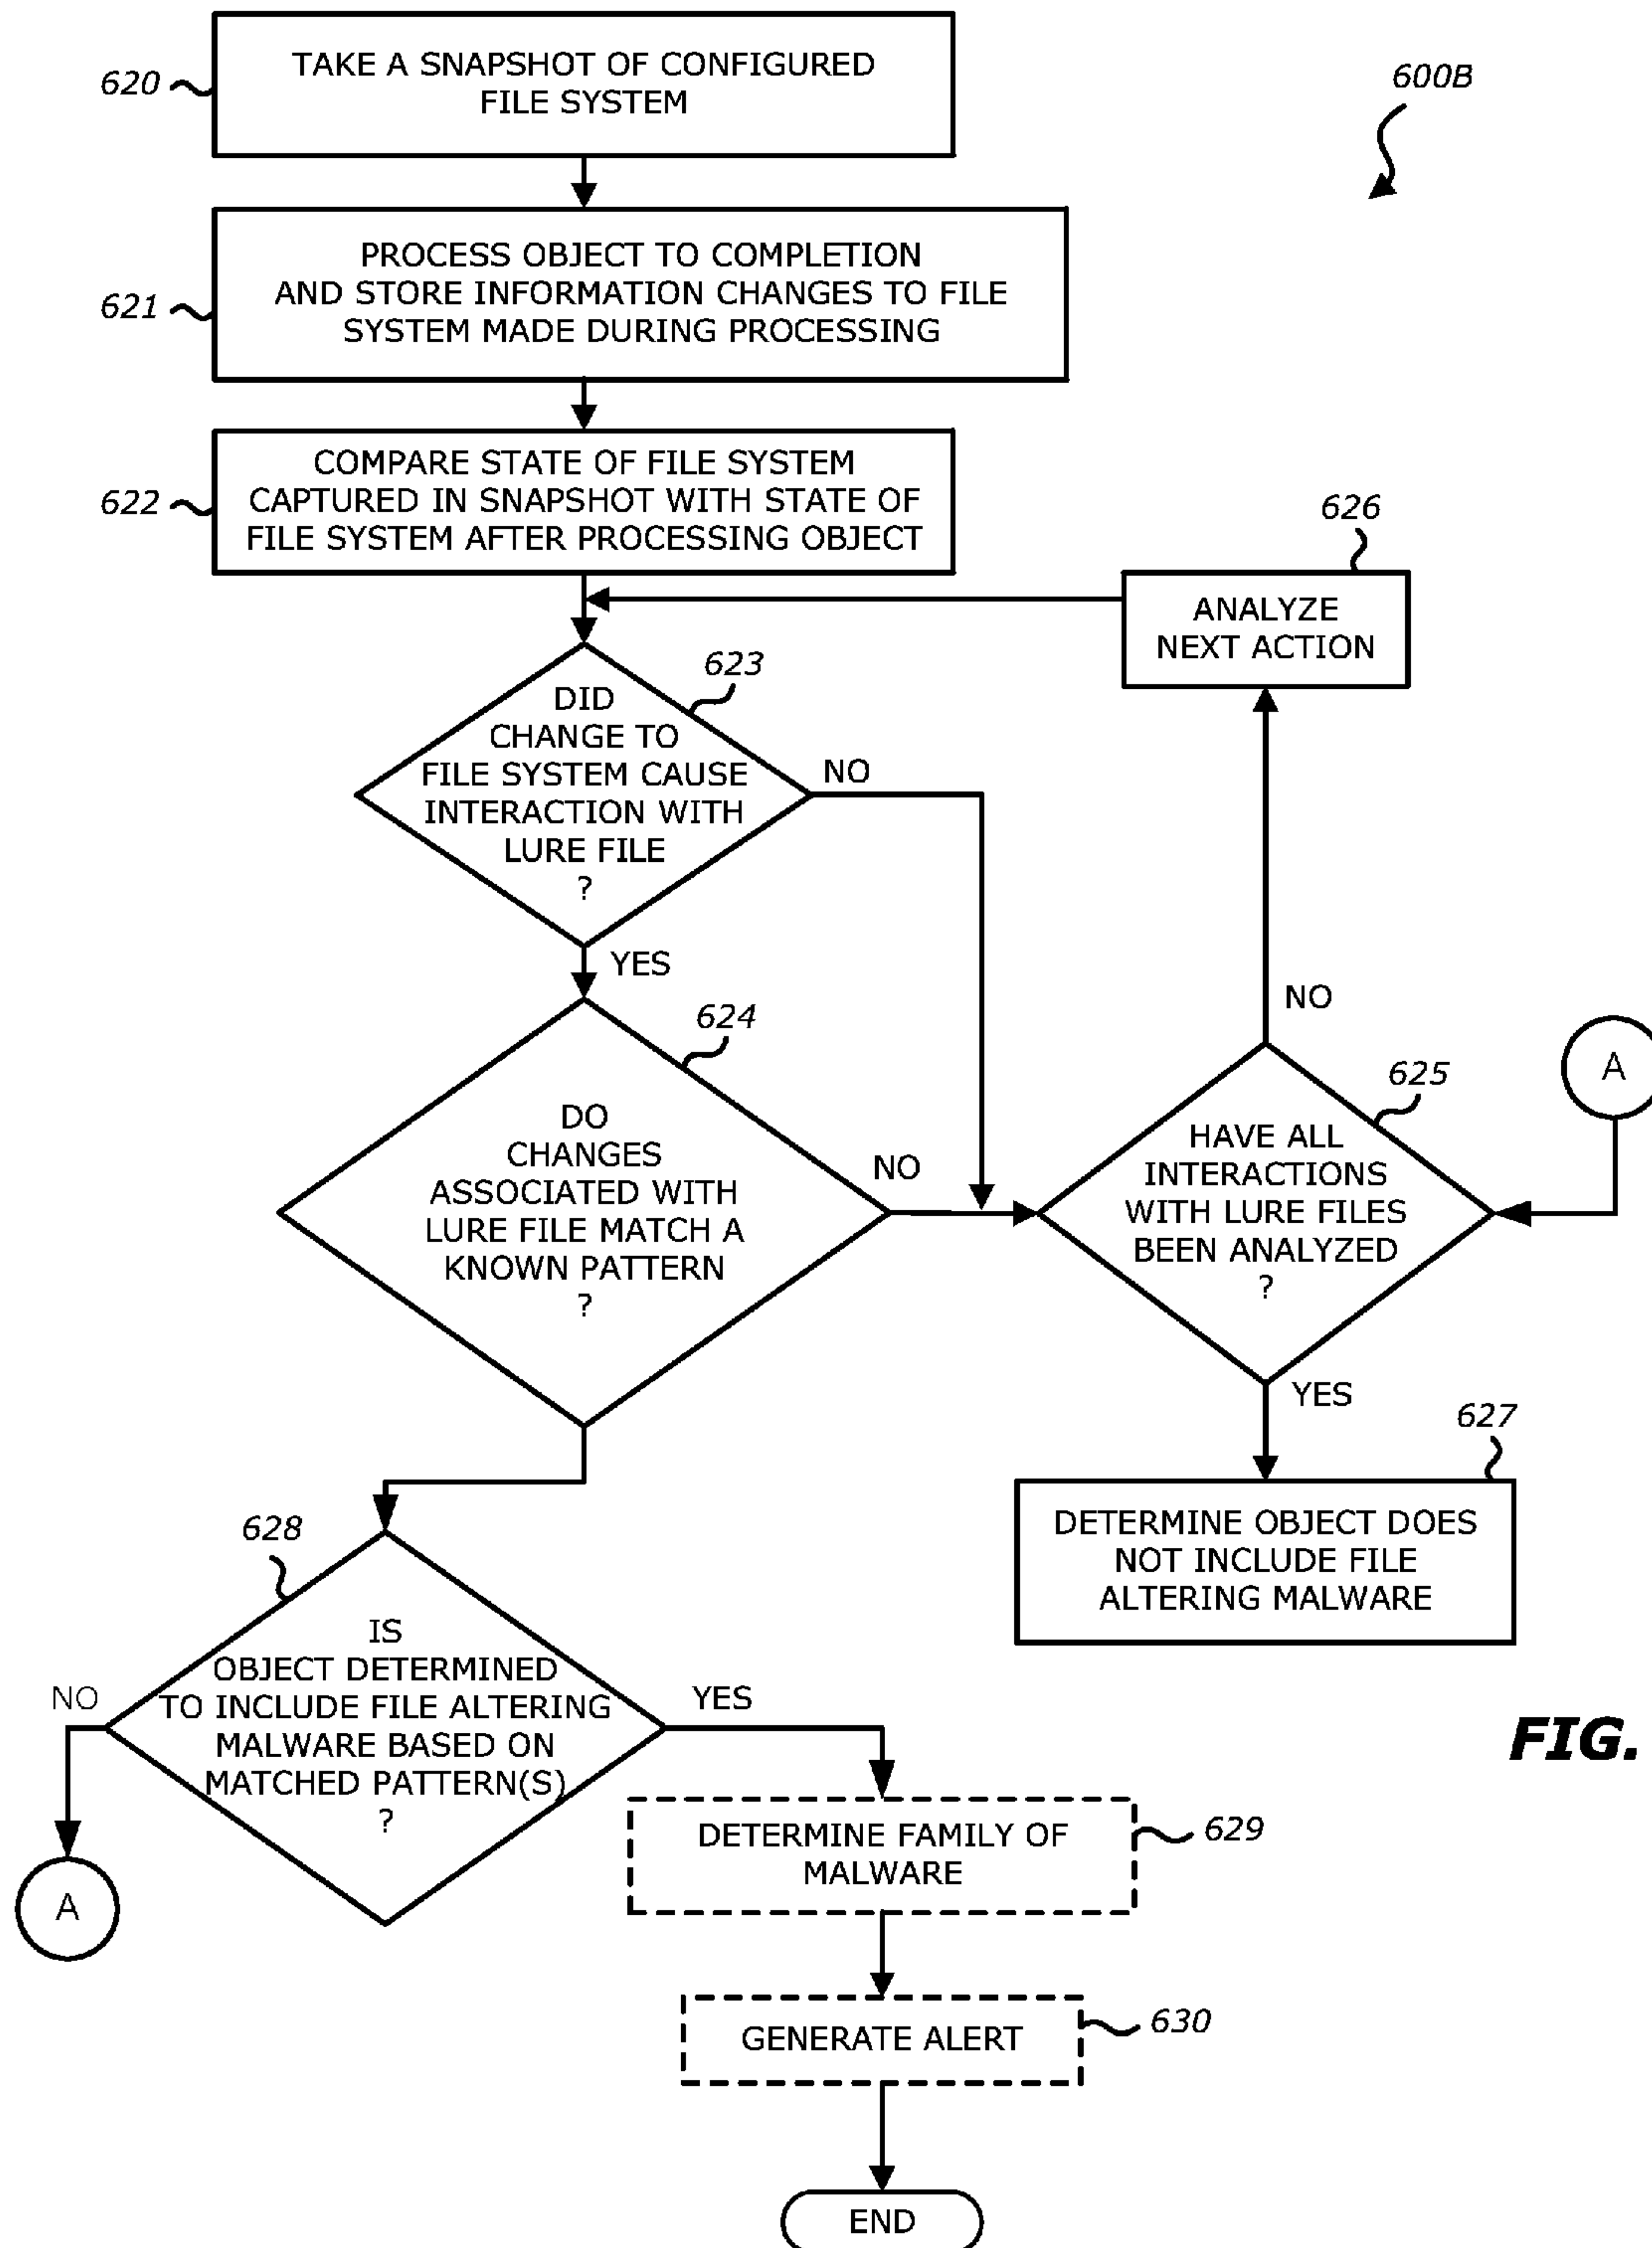 620
TAKE A SNAPSHOT OF CONFIGURED
FILE SYSTEM
600B
621
PROCESS OBJECT TO COMPLETION
AND STORE INFORMATION CHANGES TO FILE
SYSTEM MADE DURING PROCESSING
622
COMPARE STATE OF FILE SYSTEM
CAPTURED IN SNAPSHOT WITH STATE OF
FILE SYSTEM AFTER PROCESSING OBJECT
626
ANALYZE
NEXT ACTION
623
DID
CHANGE TO
FILE SYSTEM CAUSE
INTERACTION WITH
LURE FILE
?
NO
YES
624
DO
CHANGES
ASSOCIATED WITH
LURE FILE MATCH A
KNOWN PATTERN
?
NO
NO
625
HAVE ALL
INTERACTIONS
WITH LURE FILES
BEEN ANALYZED
?
A
YES
627
DETERMINE OBJECT DOES
NOT INCLUDE FILE
ALTERING MALWARE
628
IS
OBJECT DETERMINED
TO INCLUDE FILE ALTERING
MALWARE BASED ON
MATCHED PATTERN(S)
?
NO
YES
A
FIG.
DETERMINE FAMILY OF
MALWARE
629
GENERATE ALERT
630
END